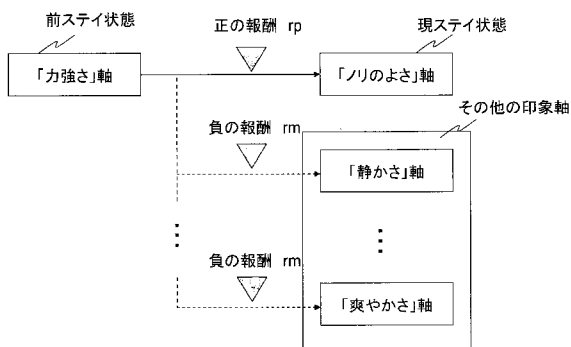 前ステイ状態
正の報酬 rp
現ステイ状態
「力強さ」軸
「ノリのよさ」軸
その他の印象軸
負の報酬 rm
「静かさ」軸
負の報酬 rm
「爽やかさ」軸